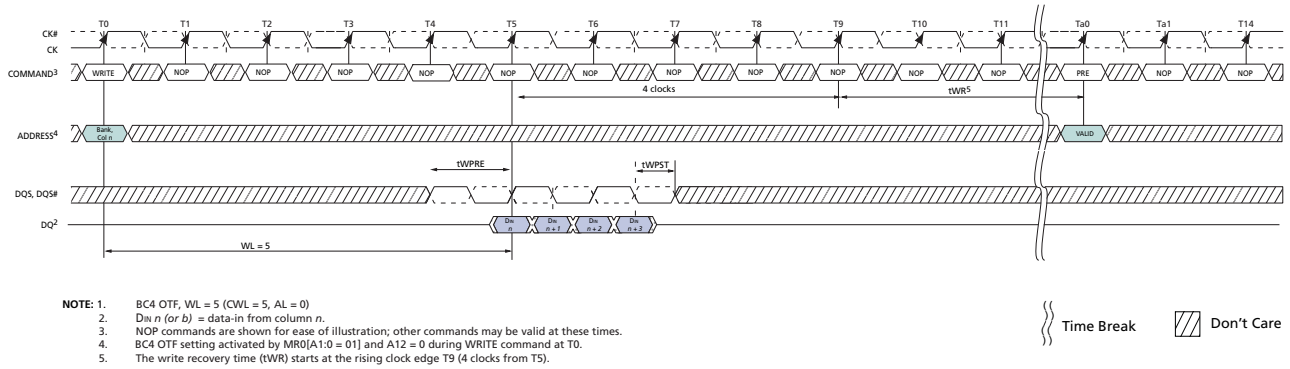 T0 T1 T2 T3 T4 T5 T6 T7 T8 T9 T10 T11 Ta0 Ta1 T14
CK#
CK
COMMAND3 WRITE NOP NOP NOP NOP NOP NOP NOP NOP NOP NOP NOP PRE NOP NOP
4 clocks tWR5
ADDRESS4 Bank, Col n VALID
tWPRE tWPST
DQS, DQS#
DQ2 DIN n DIN n + 1 DIN n + 2 DIN n + 3
WL = 5
NOTE: 1. BC4 OTF, WL = 5 (CWL = 5, AL = 0)
2. DIN n (or b) = data-in from column n.
3. NOP commands are shown for ease of illustration; other commands may be valid at these times.
4. BC4 OTF setting activated by MR0[A1:0 = 01] and A12 = 0 during WRITE command at T0.
5. The write recovery time (tWR) starts at the rising clock edge T9 (4 clocks from T5).
Time Break Don't Care